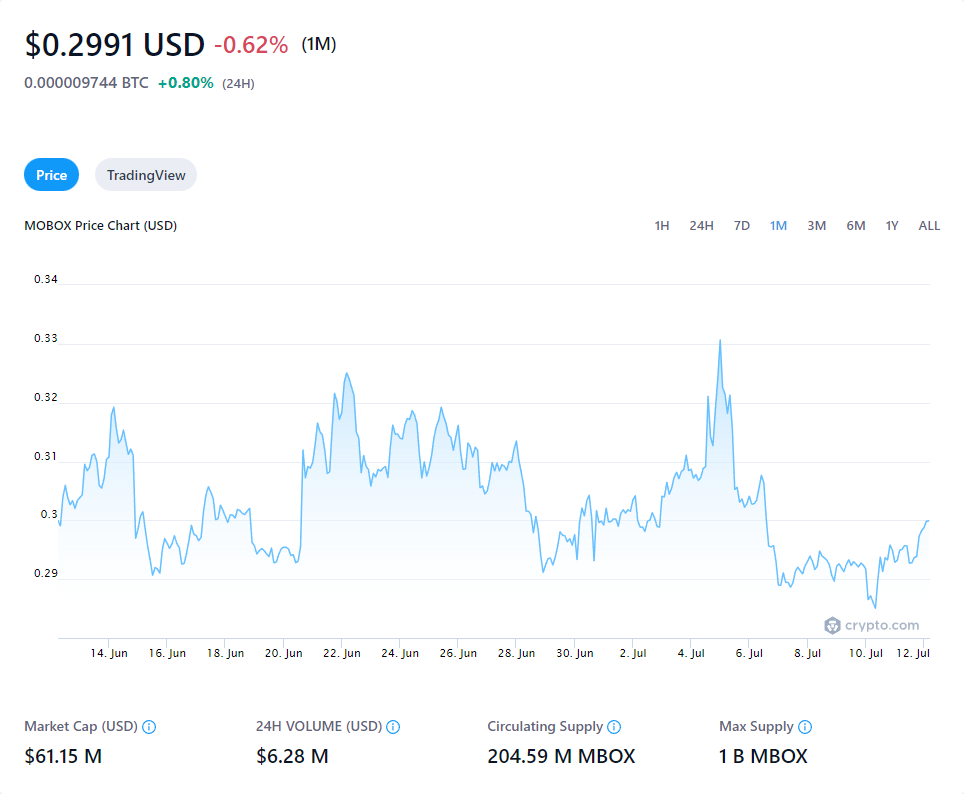 $0.2991 USD -0.62% (1M)
0.000009744 BTC +0.80% (24H)
Price TradingView
MOBOX Price Chart (USD) 1H 24H 7D 1M 3M 6M 1Y ALL
0.34
0.33
0.32
0.31
0.3
0.29
crypto.com
14. Jun 16. Jun 18. Jun 20. Jun 22. Jun 24. Jun 26. Jun 28. Jun 30. Jun 2. Jul 4. Jul 6. Jul 8. Jul 10. Jul 12. Jul
Market Cap (USD) 24H VOLUME (USD) Circulating Supply Max Supply
$61.15 M $6.28 M 204.59 M MBOX 1 B MBOX